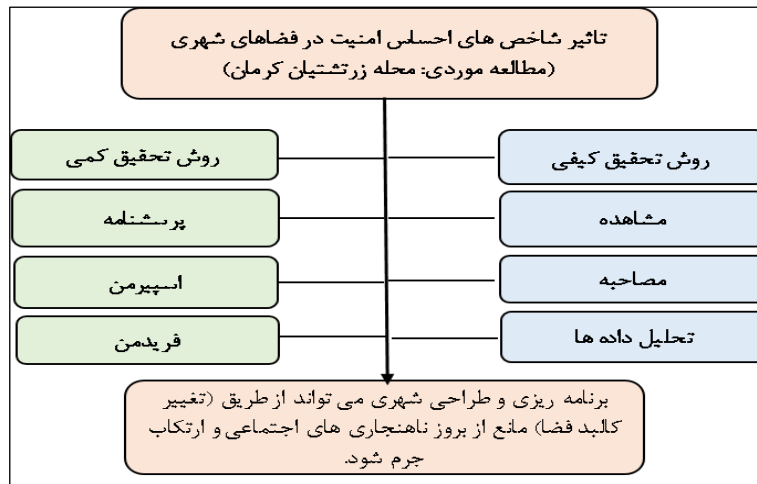 تاثیر شاخص های احساس امنیت در فضاهای شهری
(مطالعه موردی: محله زرتشتیان کرمان)
روش تحقیق کیفی
روش تحقیق کمی
مشاهده
پرسشنامه
مصاحبه
اسپیرمن
تحلیل داده ها
فریدمن
برنامه ریزی و طراحی شهری می تواند از طریق (تغییر
کالبد فضا) مانع از بروز ناهنجاری های اجتماعی و ارتکاب
جرم شود.